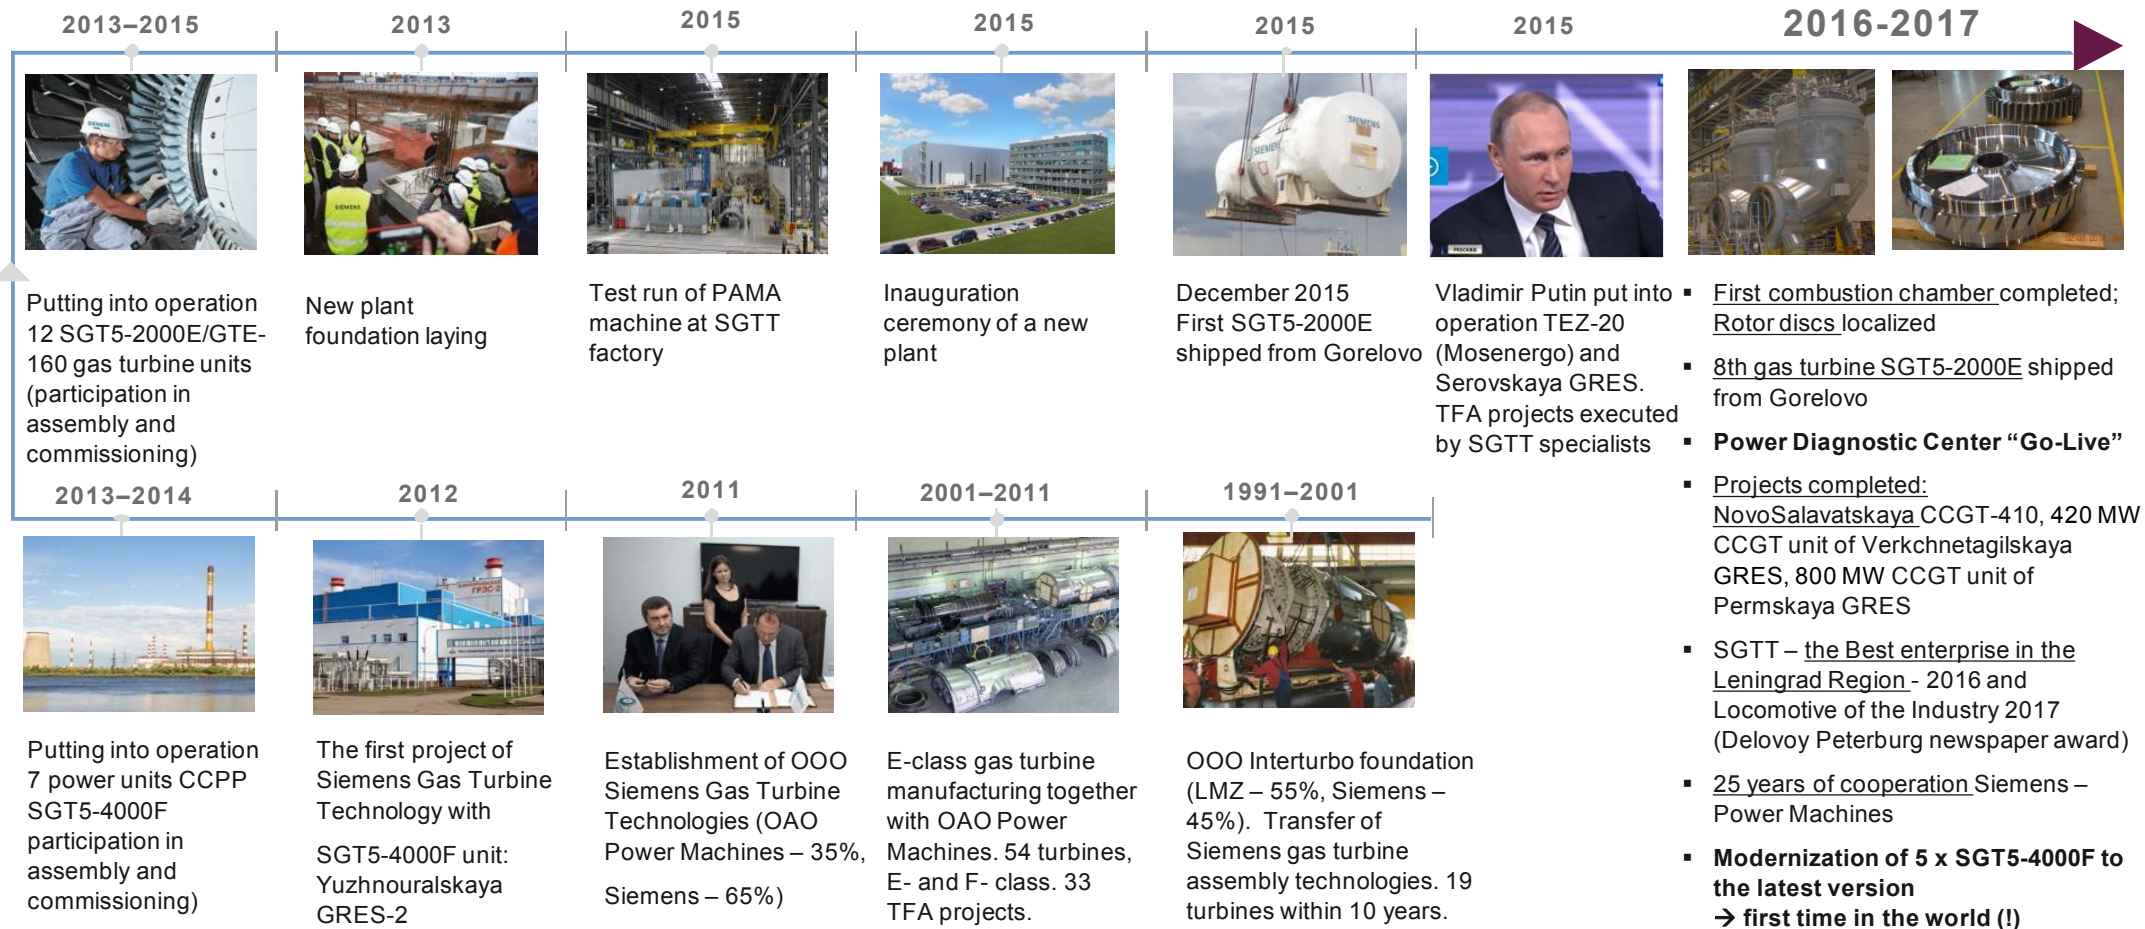 2013–2015
2013
2015
2015
2015
2015
2016-2017
SIEMENS
SIEMENS
SIEMENS
SIEMENS
МОСКВА
Putting into operation
12 SGT5-2000E/GTE-
160 gas turbine units
(participation in
assembly and
commissioning)
New plant
foundation laying
Test run of PAMA
machine at SGTT
factory
Inauguration
ceremony of a new
plant
December 2015
First SGT5-2000E
shipped from Gorelovo
Vladimir Putin put into
operation TEZ-20
(Mosenergo) and
Serovskaya GRES.
TFA projects executed
by SGTT specialists
▪ First combustion chamber completed;
Rotor discs localized
▪ 8th gas turbine SGT5-2000E shipped
from Gorelovo
▪ Power Diagnostic Center “Go-Live”
▪ Projects completed:
NovoSalavatskaya CCGT-410, 420 MW
CCGT unit of Verkchnetagilskaya
GRES, 800 MW CCGT unit of
Permskaya GRES
▪ SGTT – the Best enterprise in the
Leningrad Region - 2016 and
Locomotive of the Industry 2017
(Delovoy Peterburg newspaper award)
▪ 25 years of cooperation Siemens –
Power Machines
▪ Modernization of 5 x SGT5-4000F to
the latest version
→ first time in the world (!)
2013–2014
2012
2011
2001–2011
1991–2001
ГРЭС-2
Putting into operation
7 power units CCPP
SGT5-4000F
participation in
assembly and
commissioning)
The first project of
Siemens Gas Turbine
Technology with
SGT5-4000F unit:
Yuzhnouralskaya
GRES-2
Establishment of OOO
Siemens Gas Turbine
Technologies (OAO
Power Machines – 35%,
Siemens – 65%)
E-class gas turbine
manufacturing together
with OAO Power
Machines. 54 turbines,
E- and F- class. 33
TFA projects.
OOO Interturbo foundation
(LMZ – 55%, Siemens –
45%).  Transfer of
Siemens gas turbine
assembly technologies. 19
turbines within 10 years.